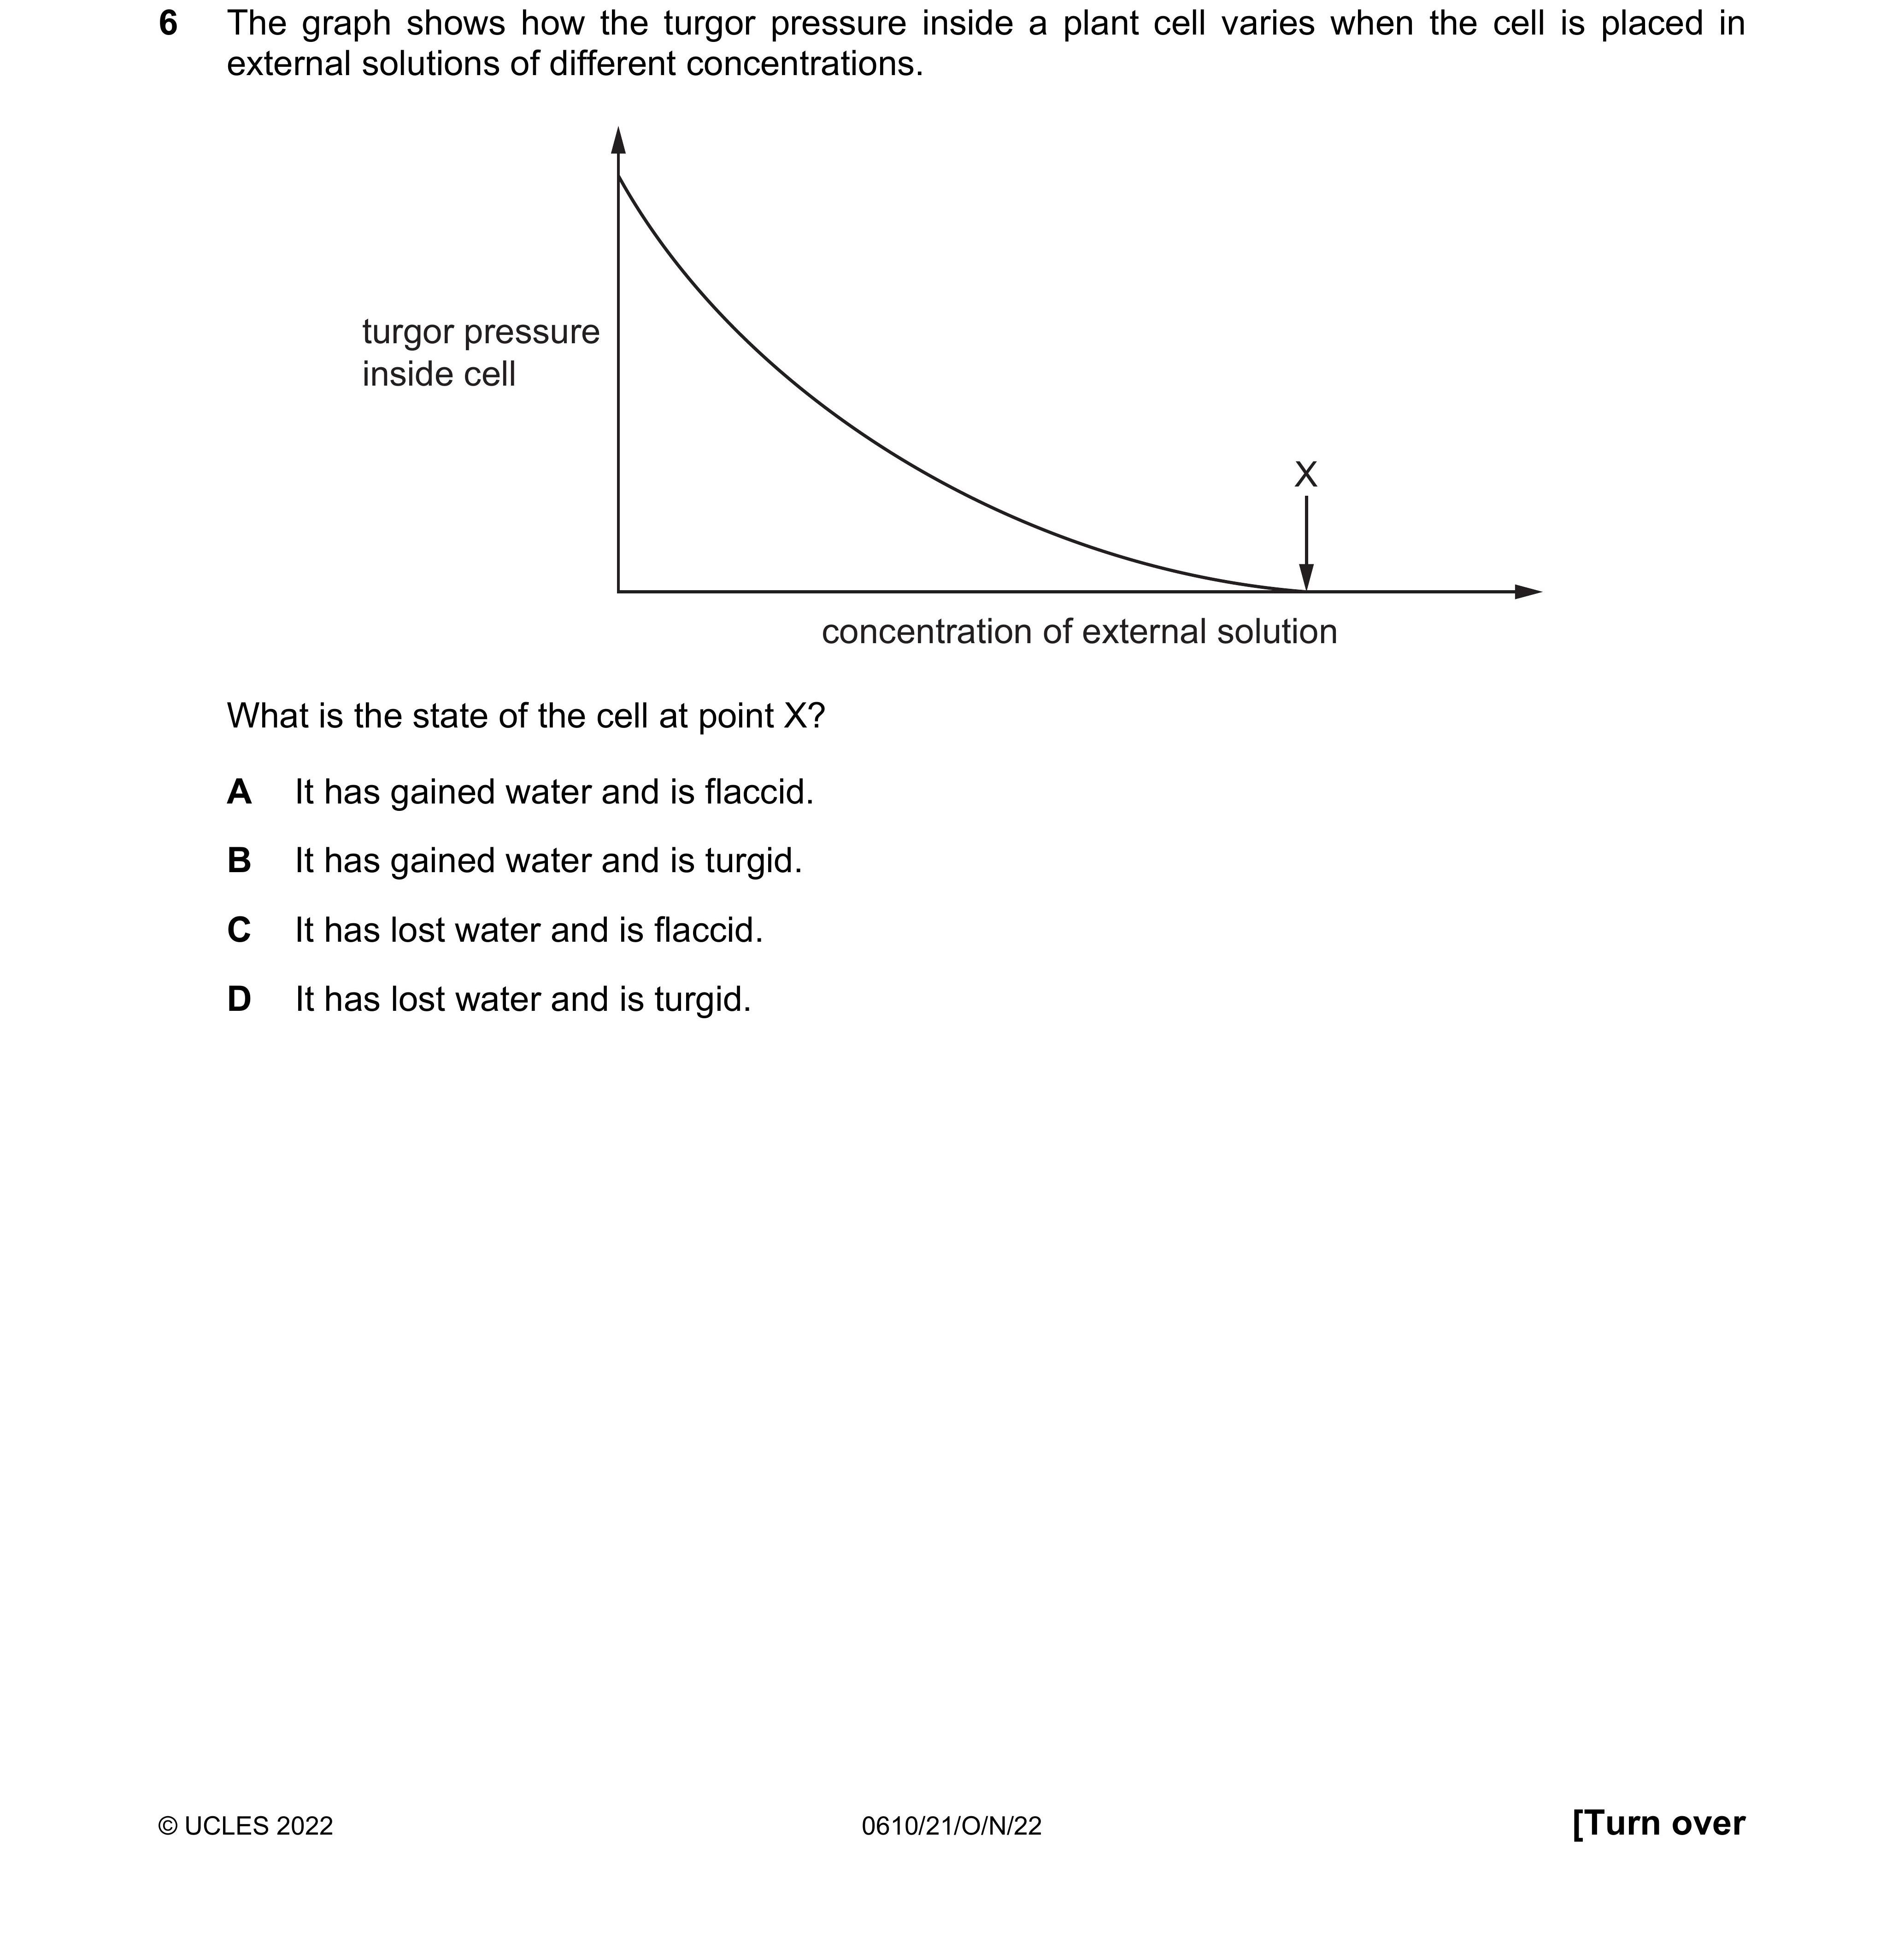 6 The graph shows how the turgor pressure inside a plant cell varies when the cell is placed in
external solutions of different concentrations.
turgor pressure
inside cell
X
concentration of external solution
What is the state of the cell at point X?
A It has gained water and is flaccid.
B It has gained water and is turgid.
C It has lost water and is flaccid.
D It has lost water and is turgid.
© UCLES 2022 0610/21/O/N/22 [Turn over